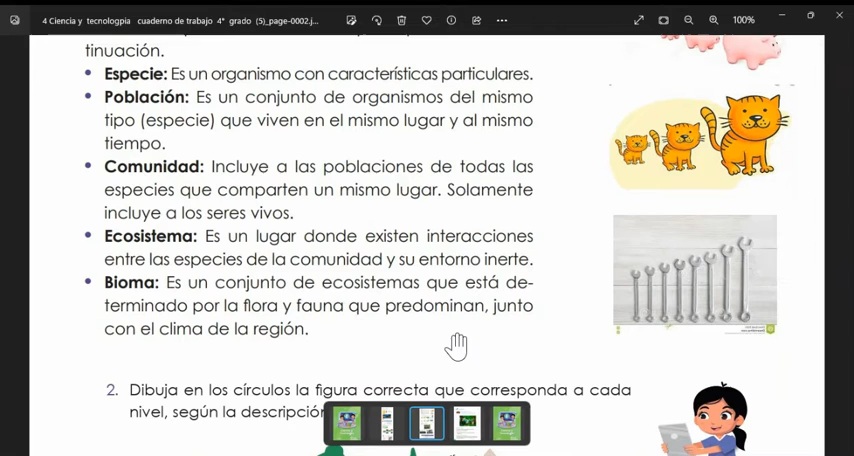 4 Ciencia y  tecnologpia  cuaderno de trabajo  4°  grado  (5)_page-0002.j...
100%
tinuación.
• Especie: Es un organismo con características particulares.
• Población: Es un conjunto de organismos del mismo
tipo (especie) que viven en el mismo lugar y al mismo
tiempo.
• Comunidad: Incluye a las poblaciones de todas las
especies que comparten un mismo lugar. Solamente
incluye a los seres vivos.
• Ecosistema: Es un lugar donde existen interacciones
entre las especies de la comunidad y su entorno inerte.
• Bioma: Es un conjunto de ecosistemas que está de-
terminado por la flora y fauna que predominan, junto
con el clima de la región.
2. Dibuja en los círculos la figura correcta que corresponda a cada
nivel, según la descripción